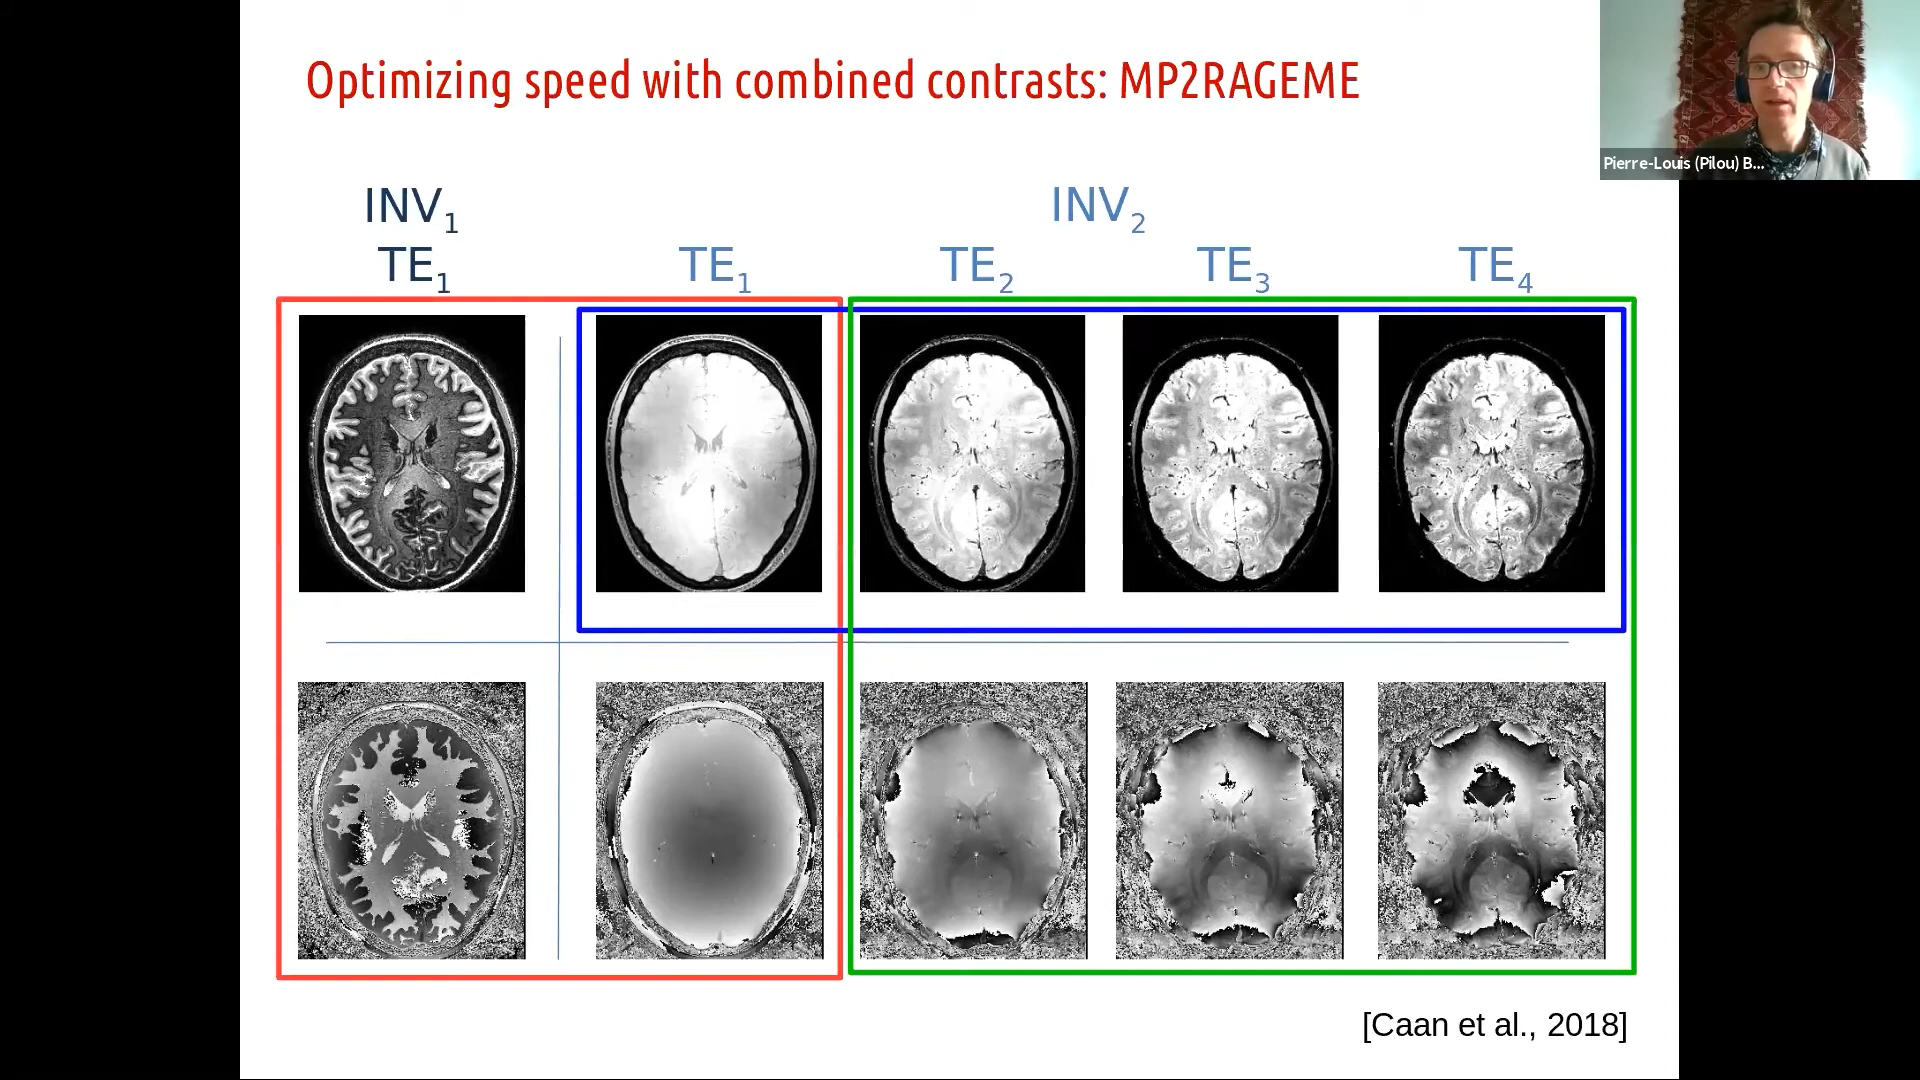 Optimizing speed with combined contrasts: MP2RAGEME
Pierre-Louis (Pilou) B...
INV1
INV2
TE1
TE1
TE2
TE3
TE4
[Caan et al., 2018]